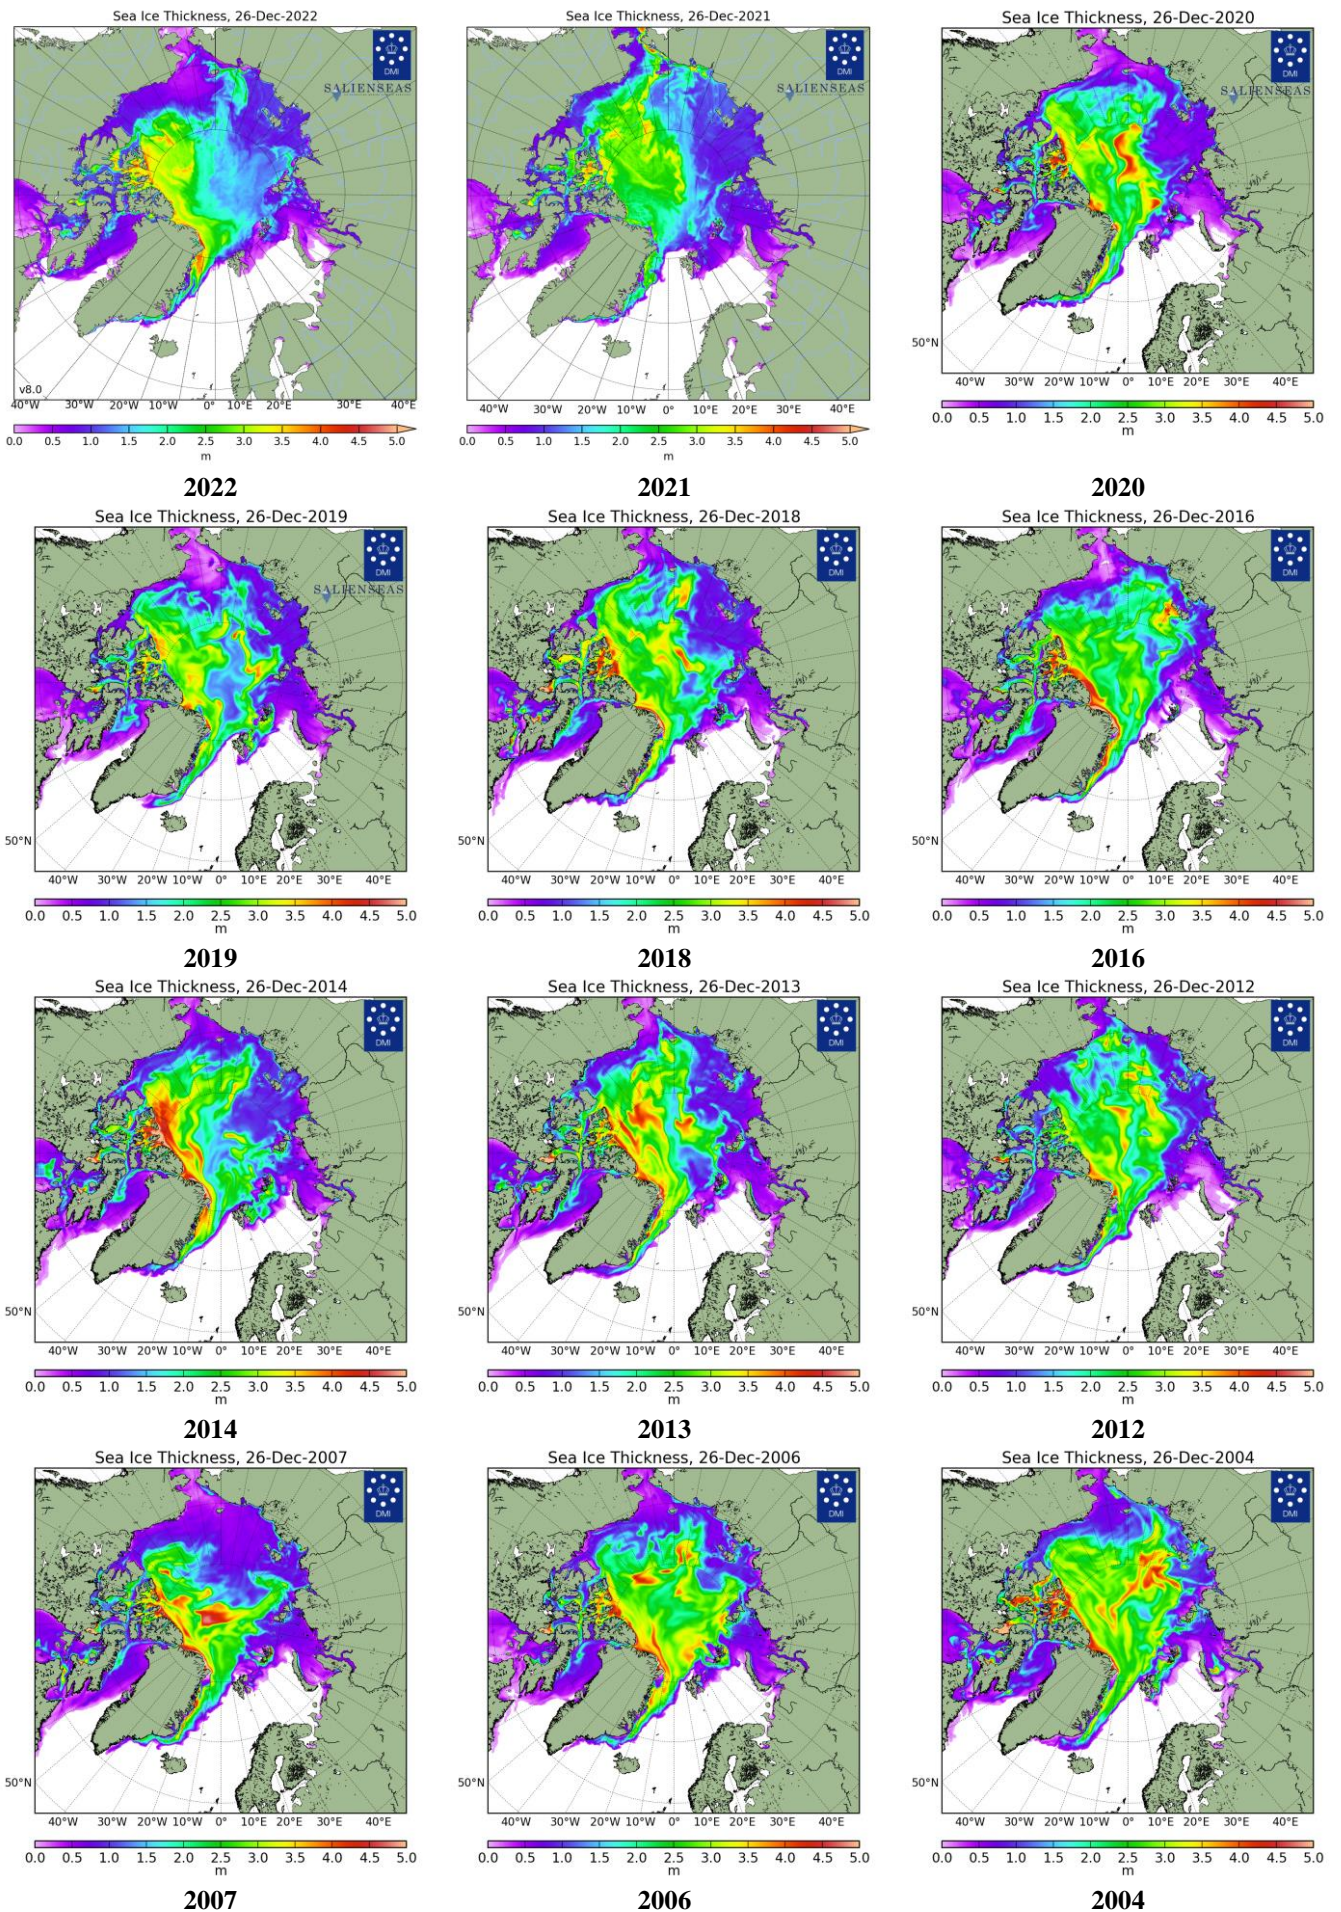 Sea Ice Thickness, 26-Dec-2022
DMI
SALIENSEAS
v8.0
40°W 30°W 20°W 10°W 0° 10°E 20°E 30°E 40°E
0.0 0.5 1.0 1.5 2.0 2.5 3.0 3.5 4.0 4.5 5.0
m
2022
Sea Ice Thickness, 26-Dec-2021
DMI
SALIENSEAS
40°W 30°W 20°W 10°W 0° 10°E 20°E 30°E 40°E
0.0 0.5 1.0 1.5 2.0 2.5 3.0 3.5 4.0 4.5 5.0
m
2021
Sea Ice Thickness, 26-Dec-2020
DMI
SALIENSEAS
50°N
40°W 30°W 20°W 10°W 0° 10°E 20°E 30°E 40°E
0.0 0.5 1.0 1.5 2.0 2.5 3.0 3.5 4.0 4.5 5.0
m
2020
Sea Ice Thickness, 26-Dec-2019
DMI
SALIENSEAS
50°N
40°W 30°W 20°W 10°W 0° 10°E 20°E 30°E 40°E
0.0 0.5 1.0 1.5 2.0 2.5 3.0 3.5 4.0 4.5 5.0
m
2019
Sea Ice Thickness, 26-Dec-2018
DMI
50°N
40°W 30°W 20°W 10°W 0° 10°E 20°E 30°E 40°E
0.0 0.5 1.0 1.5 2.0 2.5 3.0 3.5 4.0 4.5 5.0
m
2018
Sea Ice Thickness, 26-Dec-2016
DMI
50°N
40°W 30°W 20°W 10°W 0° 10°E 20°E 30°E 40°E
0.0 0.5 1.0 1.5 2.0 2.5 3.0 3.5 4.0 4.5 5.0
m
2016
Sea Ice Thickness, 26-Dec-2014
DMI
50°N
40°W 30°W 20°W 10°W 0° 10°E 20°E 30°E 40°E
0.0 0.5 1.0 1.5 2.0 2.5 3.0 3.5 4.0 4.5 5.0
m
2014
Sea Ice Thickness, 26-Dec-2013
DMI
50°N
40°W 30°W 20°W 10°W 0° 10°E 20°E 30°E 40°E
0.0 0.5 1.0 1.5 2.0 2.5 3.0 3.5 4.0 4.5 5.0
m
2013
Sea Ice Thickness, 26-Dec-2012
DMI
50°N
40°W 30°W 20°W 10°W 0° 10°E 20°E 30°E 40°E
0.0 0.5 1.0 1.5 2.0 2.5 3.0 3.5 4.0 4.5 5.0
m
2012
Sea Ice Thickness, 26-Dec-2007
DMI
50°N
40°W 30°W 20°W 10°W 0° 10°E 20°E 30°E 40°E
0.0 0.5 1.0 1.5 2.0 2.5 3.0 3.5 4.0 4.5 5.0
m
2007
Sea Ice Thickness, 26-Dec-2006
DMI
50°N
40°W 30°W 20°W 10°W 0° 10°E 20°E 30°E 40°E
0.0 0.5 1.0 1.5 2.0 2.5 3.0 3.5 4.0 4.5 5.0
m
2006
Sea Ice Thickness, 26-Dec-2004
DMI
50°N
40°W 30°W 20°W 10°W 0° 10°E 20°E 30°E 40°E
0.0 0.5 1.0 1.5 2.0 2.5 3.0 3.5 4.0 4.5 5.0
m
2004